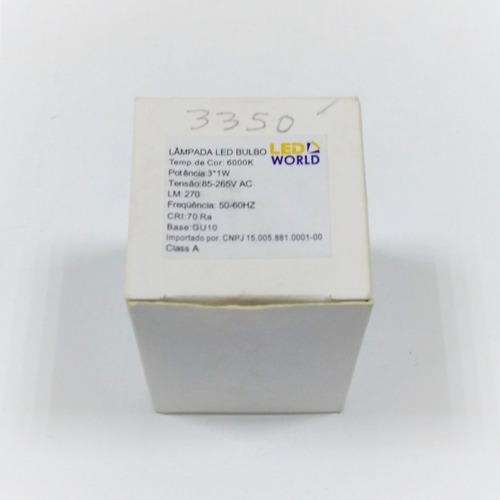 3350
LÂMPADA LED BULBO
LED WORLD
Temp.de Cor: 6000K
Potência:3*1W
Tensão:85-265V AC
LM: 270
Freqüência: 50-60HZ
CRI:70 Ra
Base:GU10
Importado por: CNPJ 15.005.881.0001-00
Class A